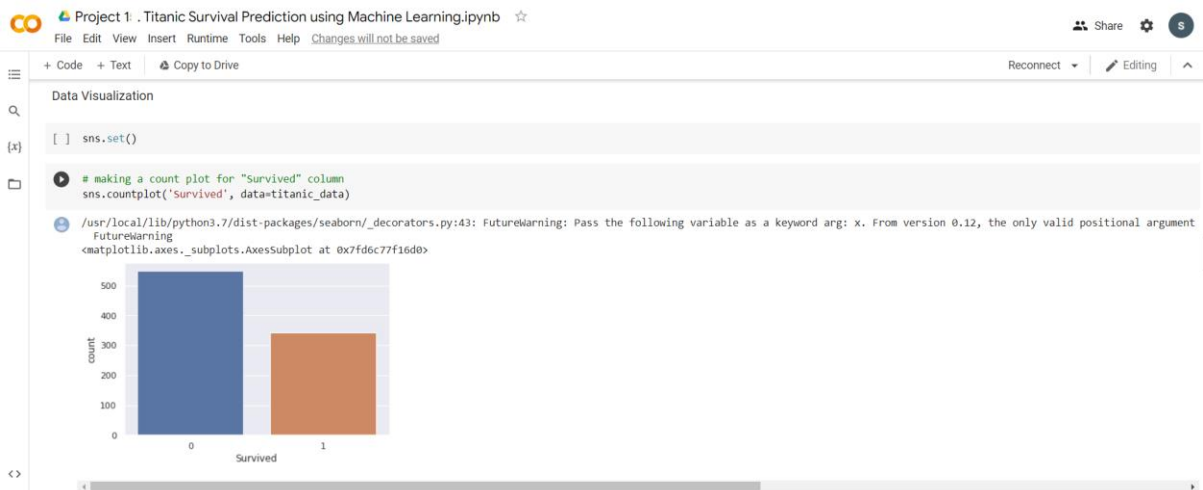 Project 1: . Titanic Survival Prediction using Machine Learning.ipynb
File Edit View Insert Runtime Tools Help Changes will not be saved
Share
S
+ Code + Text Copy to Drive
Reconnect
Editing
Data Visualization
{x}
[ ] sns.set()
# making a count plot for "Survived" column
sns.countplot('Survived', data=titanic_data)
/usr/local/lib/python3.7/dist-packages/seaborn/_decorators.py:43: FutureWarning: Pass the following variable as a keyword arg: x. From version 0.12, the only valid positional argument
FutureWarning
<matplotlib.axes._subplots.AxesSubplot at 0x7fd6c77f16d0>
500
400
300
200
100
0
count
0 1
Survived
<>